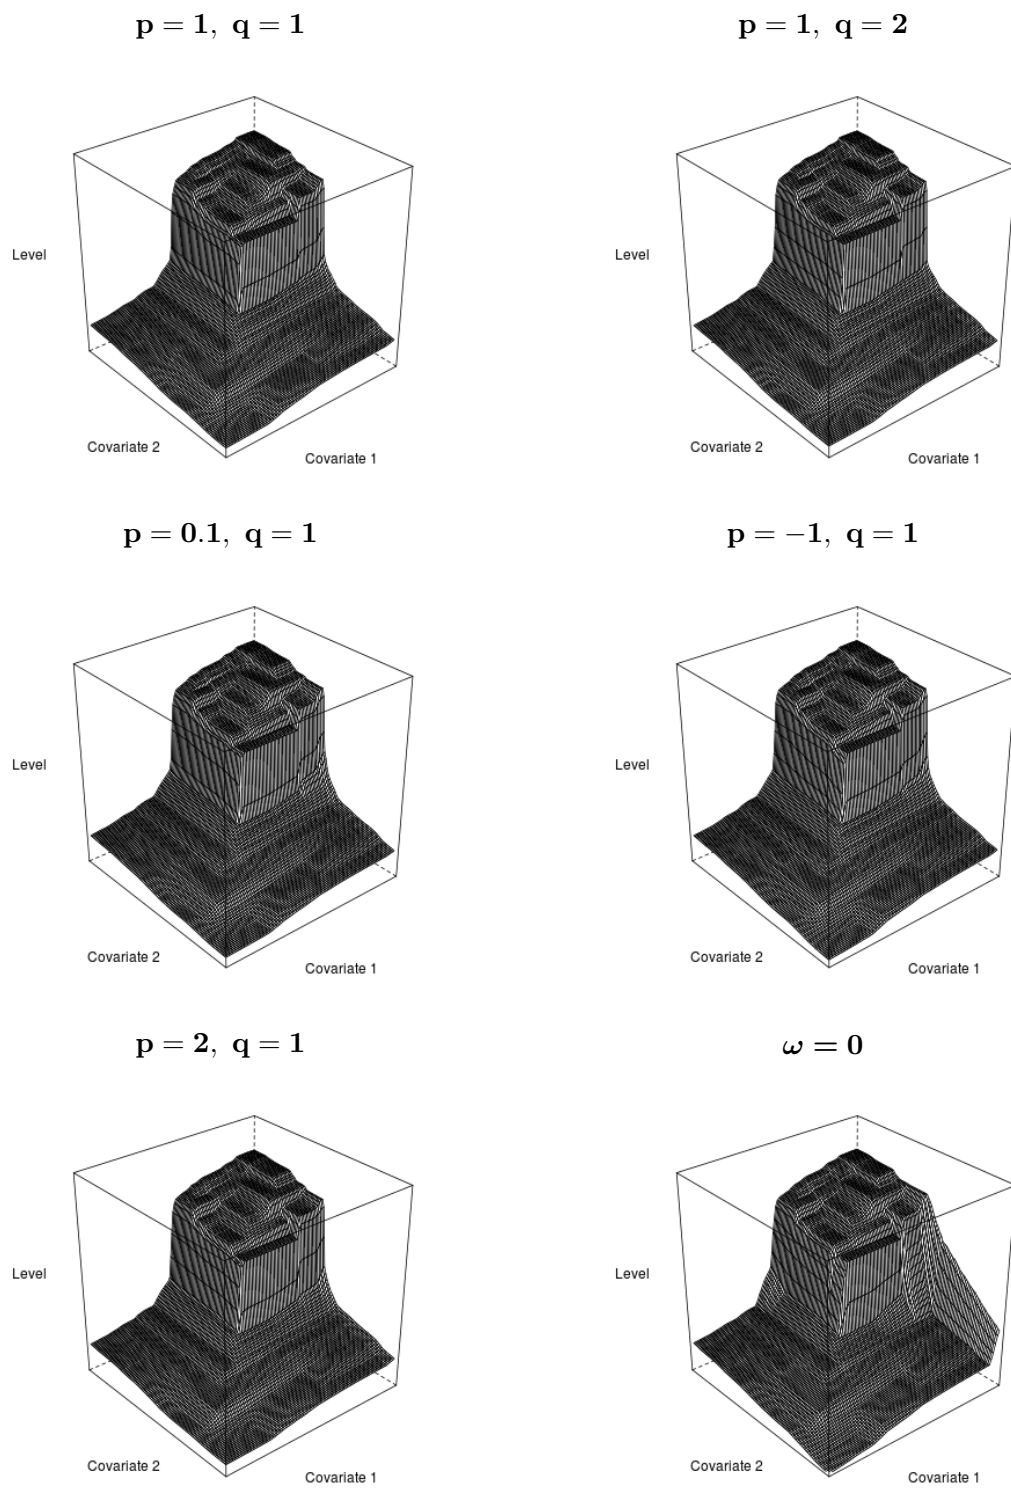 p = 1, q = 1
p = 1, q = 2
Level
Level
Covariate 2
Covariate 1
Covariate 2
Covariate 1
p = 0.1, q = 1
p = −1, q = 1
Level
Level
Covariate 2
Covariate 1
Covariate 2
Covariate 1
p = 2, q = 1
ω = 0
Level
Level
Covariate 2
Covariate 1
Covariate 2
Covariate 1